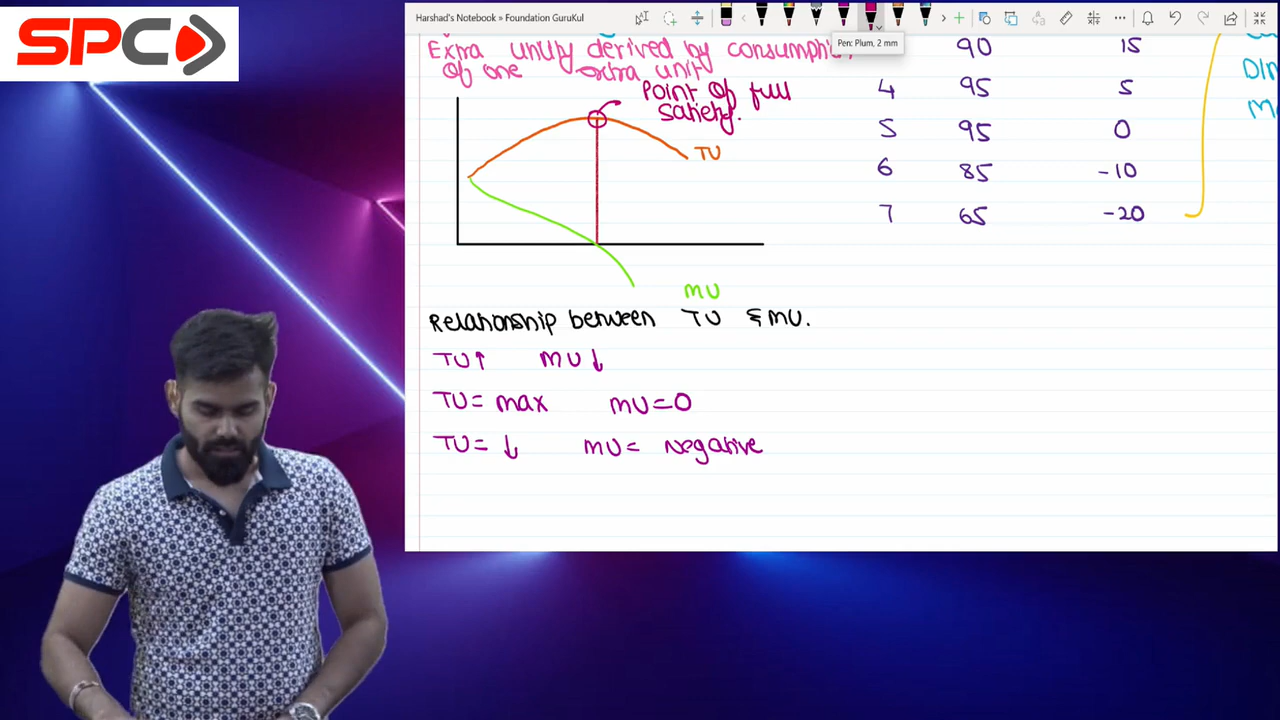 SPC
Harshad's Notebook » Foundation GuruKul
Pen: Plum, 2 mm
Extra utility derived by
of one extra unit
Point of full
satiety.
TU
MU
90 15
4 95 5
5 95 0
6 85 -10
7 65 -20
Relationship between TU & MU.
TU↑ MU↓
TU= max MU=0
TU= ↓ MU= Negative